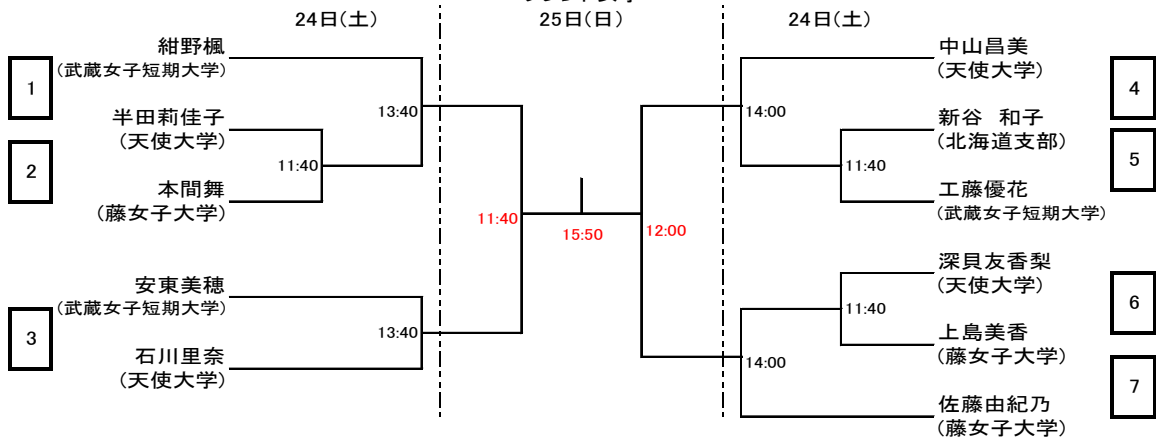 24日(土)
25日(日)
24日(土)
1
紺野楓
(武蔵女子短期大学)
13:40
2
半田莉佳子
(天使大学)
11:40
本間舞
(藤女子大学)
11:40
3
安東美穂
(武蔵女子短期大学)
13:40
石川里奈
(天使大学)
15:50
12:00
中山昌美
(天使大学)
4
14:00
新谷 和子
(北海道支部)
5
11:40
工藤優花
(武蔵女子短期大学)
深貝友香梨
(天使大学)
6
11:40
上島美香
(藤女子大学)
14:00
7
佐藤由紀乃
(藤女子大学)